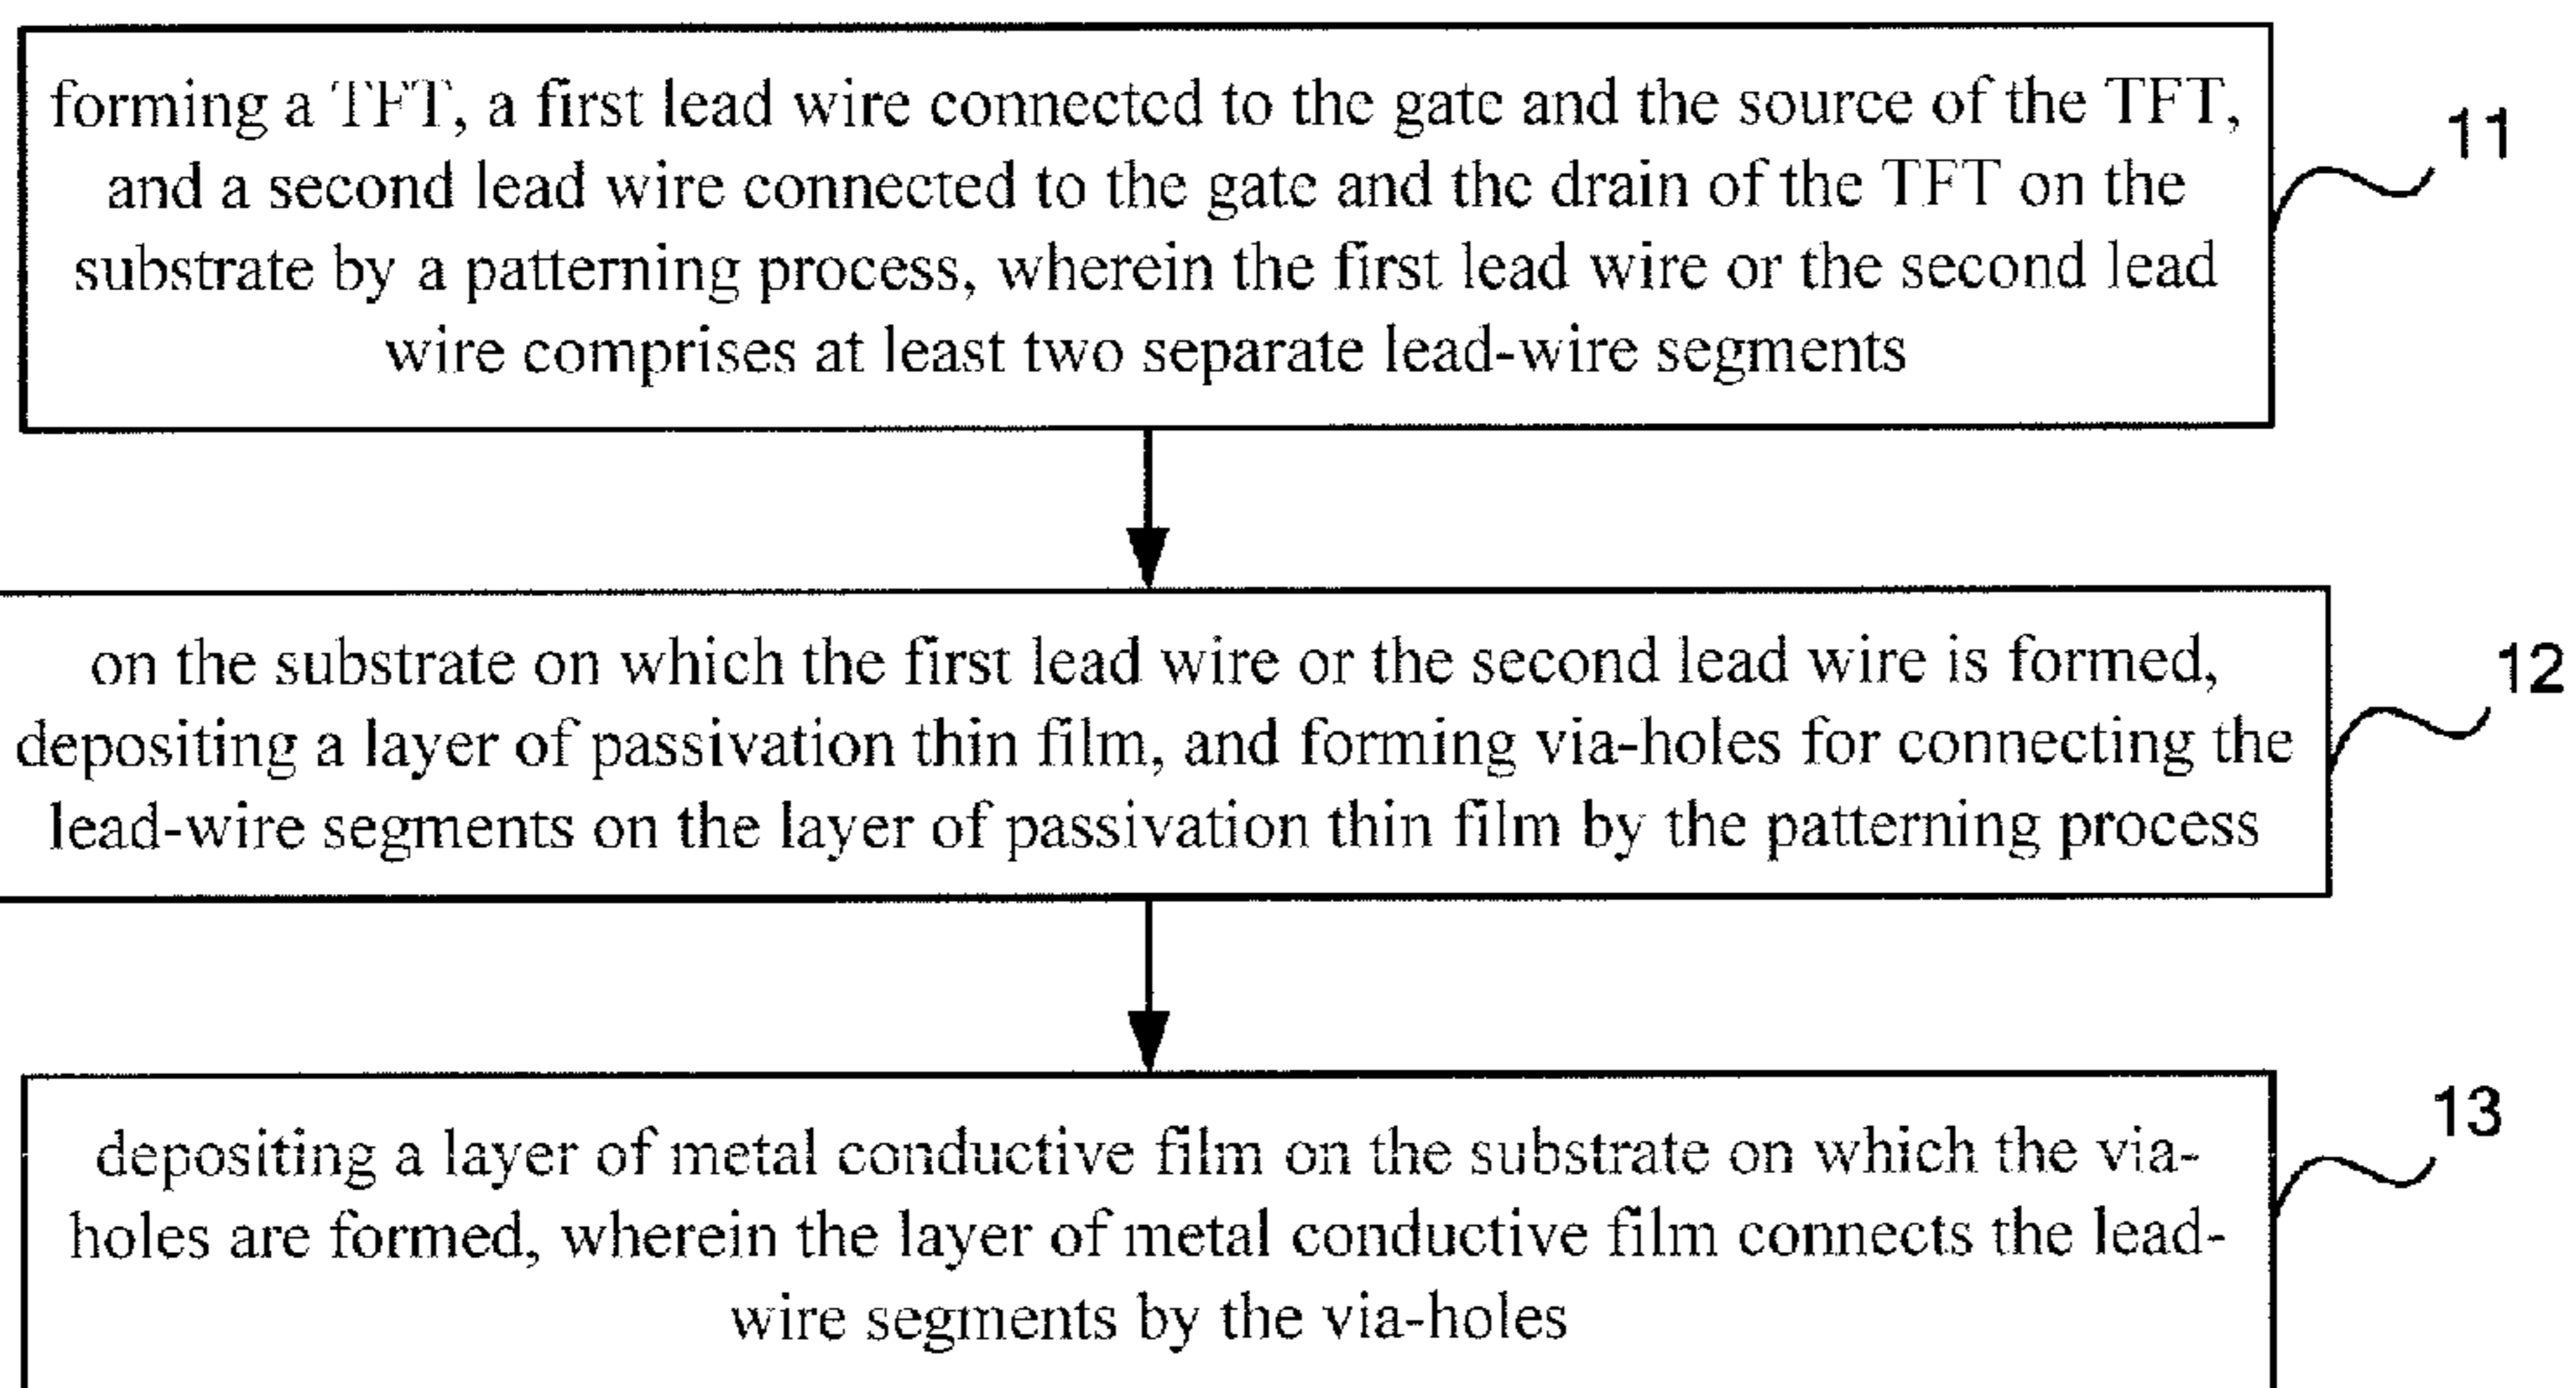 forming a TFT, a first lead wire connected to the gate and the source of the TFT,
11
and a second lead wire connected to the gate and the drain of the TFT on the
substrate by a patterning process, wherein the first lead wire or the second lead
wire comprises at least two separate lead-wire segments
on the substrate on which the first lead wire or the second lead wire is formed,
12
depositing a layer of passivation thin film, and forming via-holes for connecting the
lead-wire segments on the layer of passivation thin film by the patterning process
depositing a layer of metal conductive film on the substrate on which the via-
13
holes are formed, wherein the layer of metal conductive film connects the lead-
wire segments by the via-holes